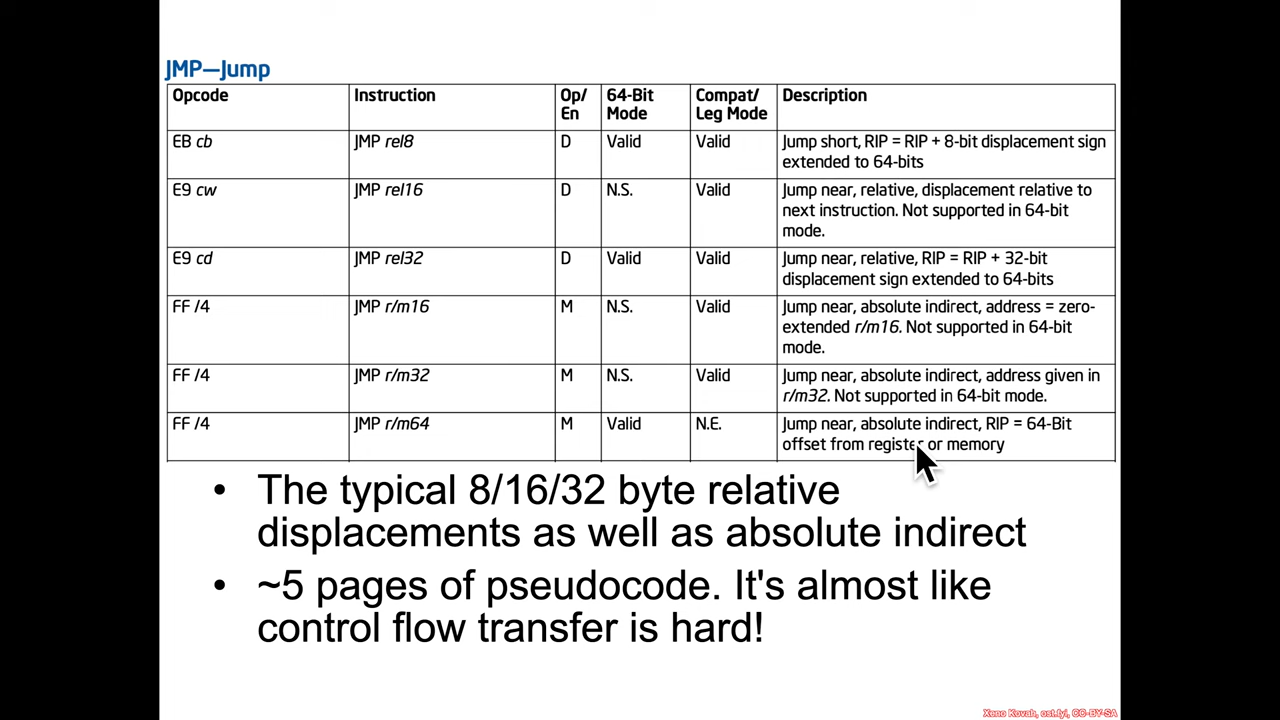 JMP—Jump
Opcode Instruction Op/ 64-Bit Compat/ Description
En Mode Leg Mode
EB cb JMP rel8 D Valid Valid Jump short, RIP = RIP + 8-bit displacement sign
extended to 64-bits
E9 cw JMP rel16 D N.S. Valid Jump near, relative, displacement relative to
next instruction. Not supported in 64-bit
mode.
E9 cd JMP rel32 D Valid Valid Jump near, relative, RIP = RIP + 32-bit
displacement sign extended to 64-bits
FF /4 JMP r/m16 M N.S. Valid Jump near, absolute indirect, address = zero-
extended r/m16. Not supported in 64-bit
mode.
FF /4 JMP r/m32 M N.S. Valid Jump near, absolute indirect, address given in
r/m32. Not supported in 64-bit mode.
FF /4 JMP r/m64 M Valid N.E. Jump near, absolute indirect, RIP = 64-Bit
offset from register or memory
• The typical 8/16/32 byte relative
displacements as well as absolute indirect
• ~5 pages of pseudocode. It's almost like
control flow transfer is hard!
Xeno Kovah, ost.fyi, CC-BY-SA